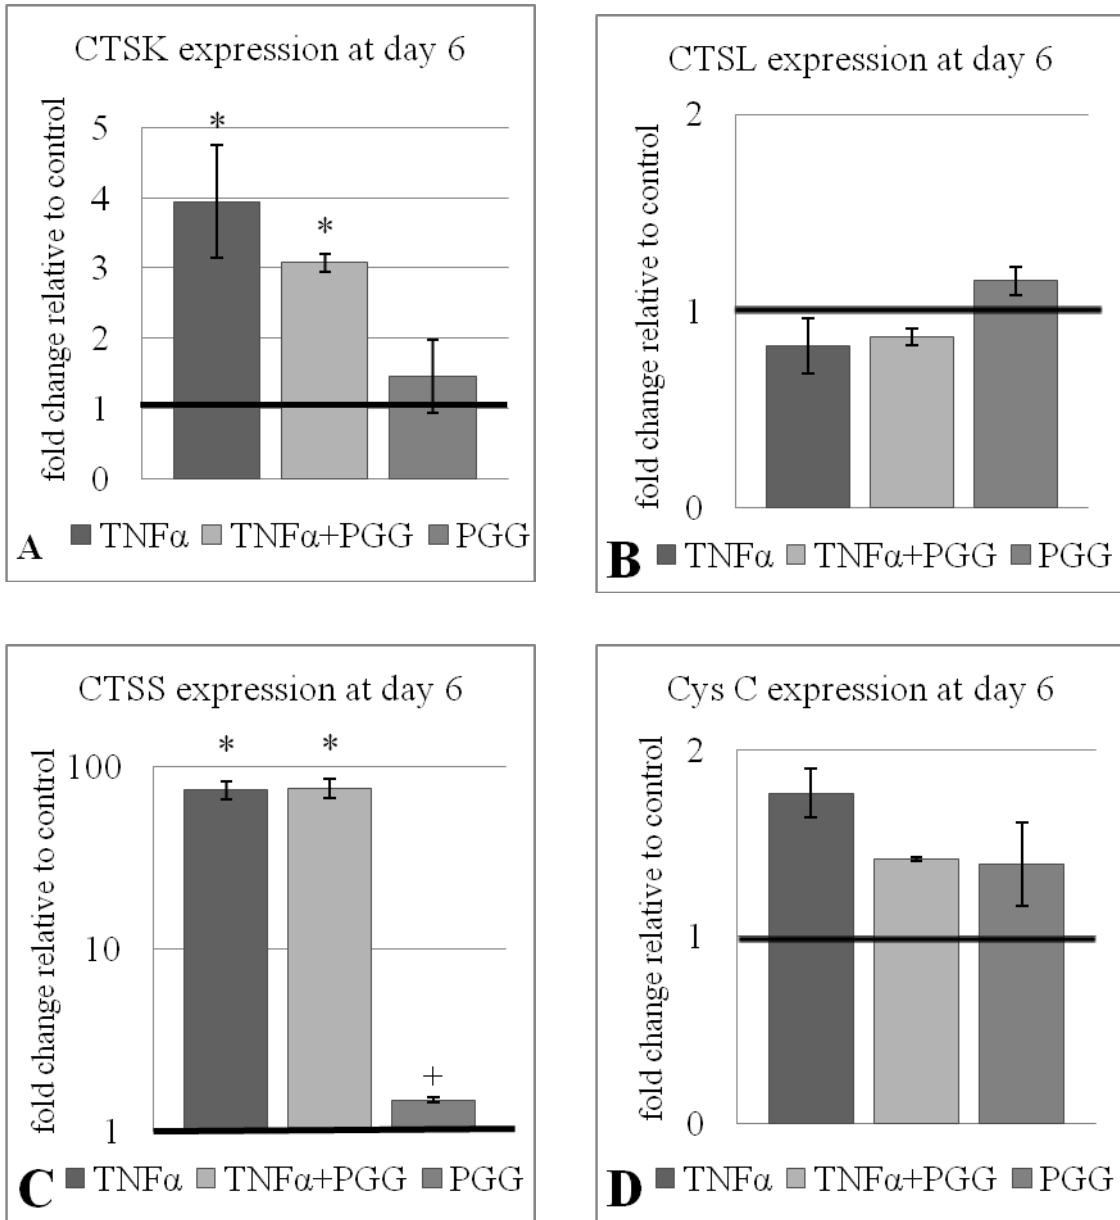 CTSK expression at day 6
fold change relative to control
5
4
3
2
1
0
*
*
A
TNFα
TNFα+PGG
PGG
CTSL expression at day 6
fold change relative to control
2
1
0
B
TNFα
TNFα+PGG
PGG
CTSS expression at day 6
fold change relative to control
100
10
1
*
*
+
C
TNFα
TNFα+PGG
PGG
Cys C expression at day 6
fold change relative to control
2
1
0
D
TNFα
TNFα+PGG
PGG